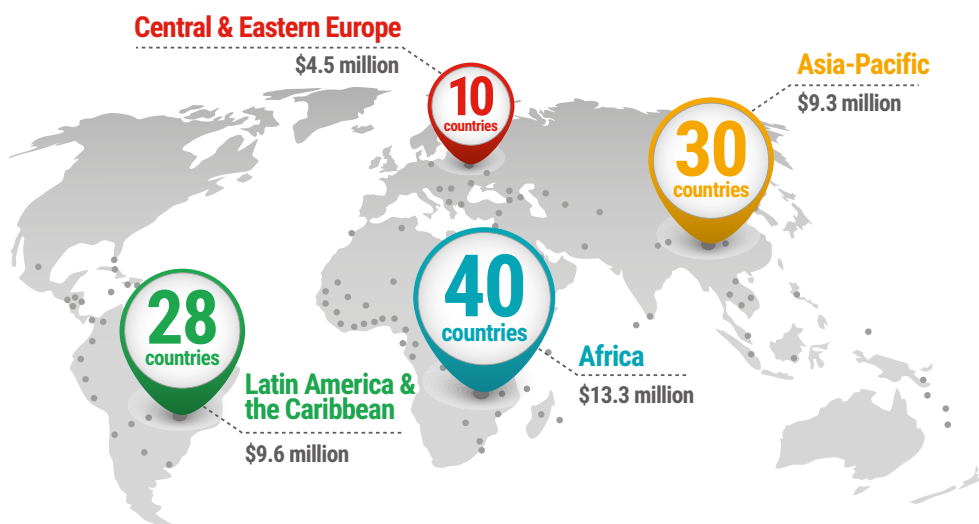 Central & Eastern Europe
$4.5 million
10
countries
Asia-Pacific
$9.3 million
30
countries
40
countries
28
countries
Africa
$13.3 million
Latin America &
the Caribbean
$9.6 million